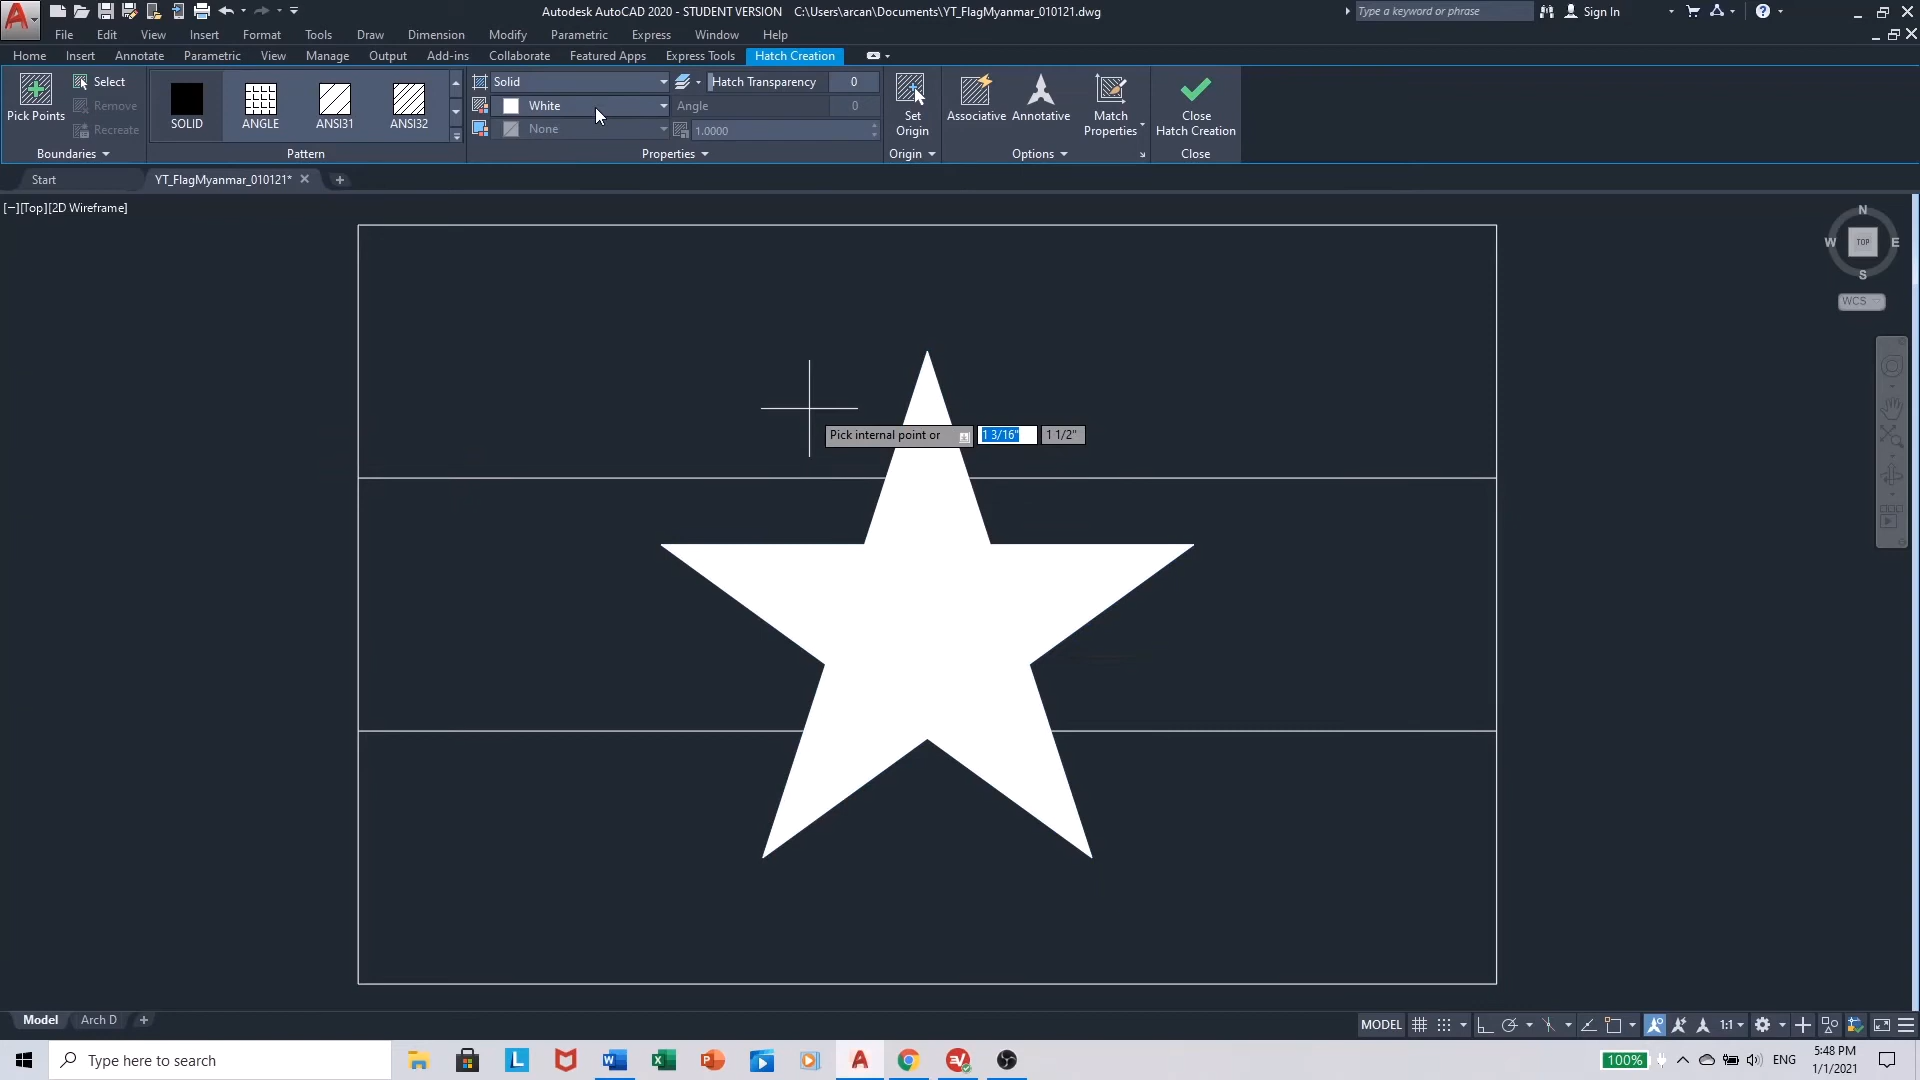 Autodesk AutoCAD 2020 - STUDENT VERSION C:\Users\arcan\Documents\YT_FlagMyanmar_010121.dwg
Type a keyword or phrase
Sign In
File Edit View Insert Format Tools Draw Dimension Modify Parametric Express Window Help
Home Insert Annotate Parametric View Manage Output Add-ins Collaborate Featured Apps Express Tools Hatch Creation
Pick Points
Select
Remove
Recreate
Boundaries
SOLID
ANGLE
ANSI31
ANSI32
Pattern
Solid
White
None
Hatch Transparency 0
Angle 0
1.0000
Properties
Set
Origin
Origin
Associative
Annotative
Match
Properties
Options
Close
Hatch Creation
Close
Start
YT_FlagMyanmar_010121*
[−][Top][2D Wireframe]
N
W
TOP
E
S
WCS
Pick internal point or
1 3/16"
1 1/2"
Model
Arch D
MODEL
1:1
Type here to search
100%
ENG
5:48 PM
1/1/2021